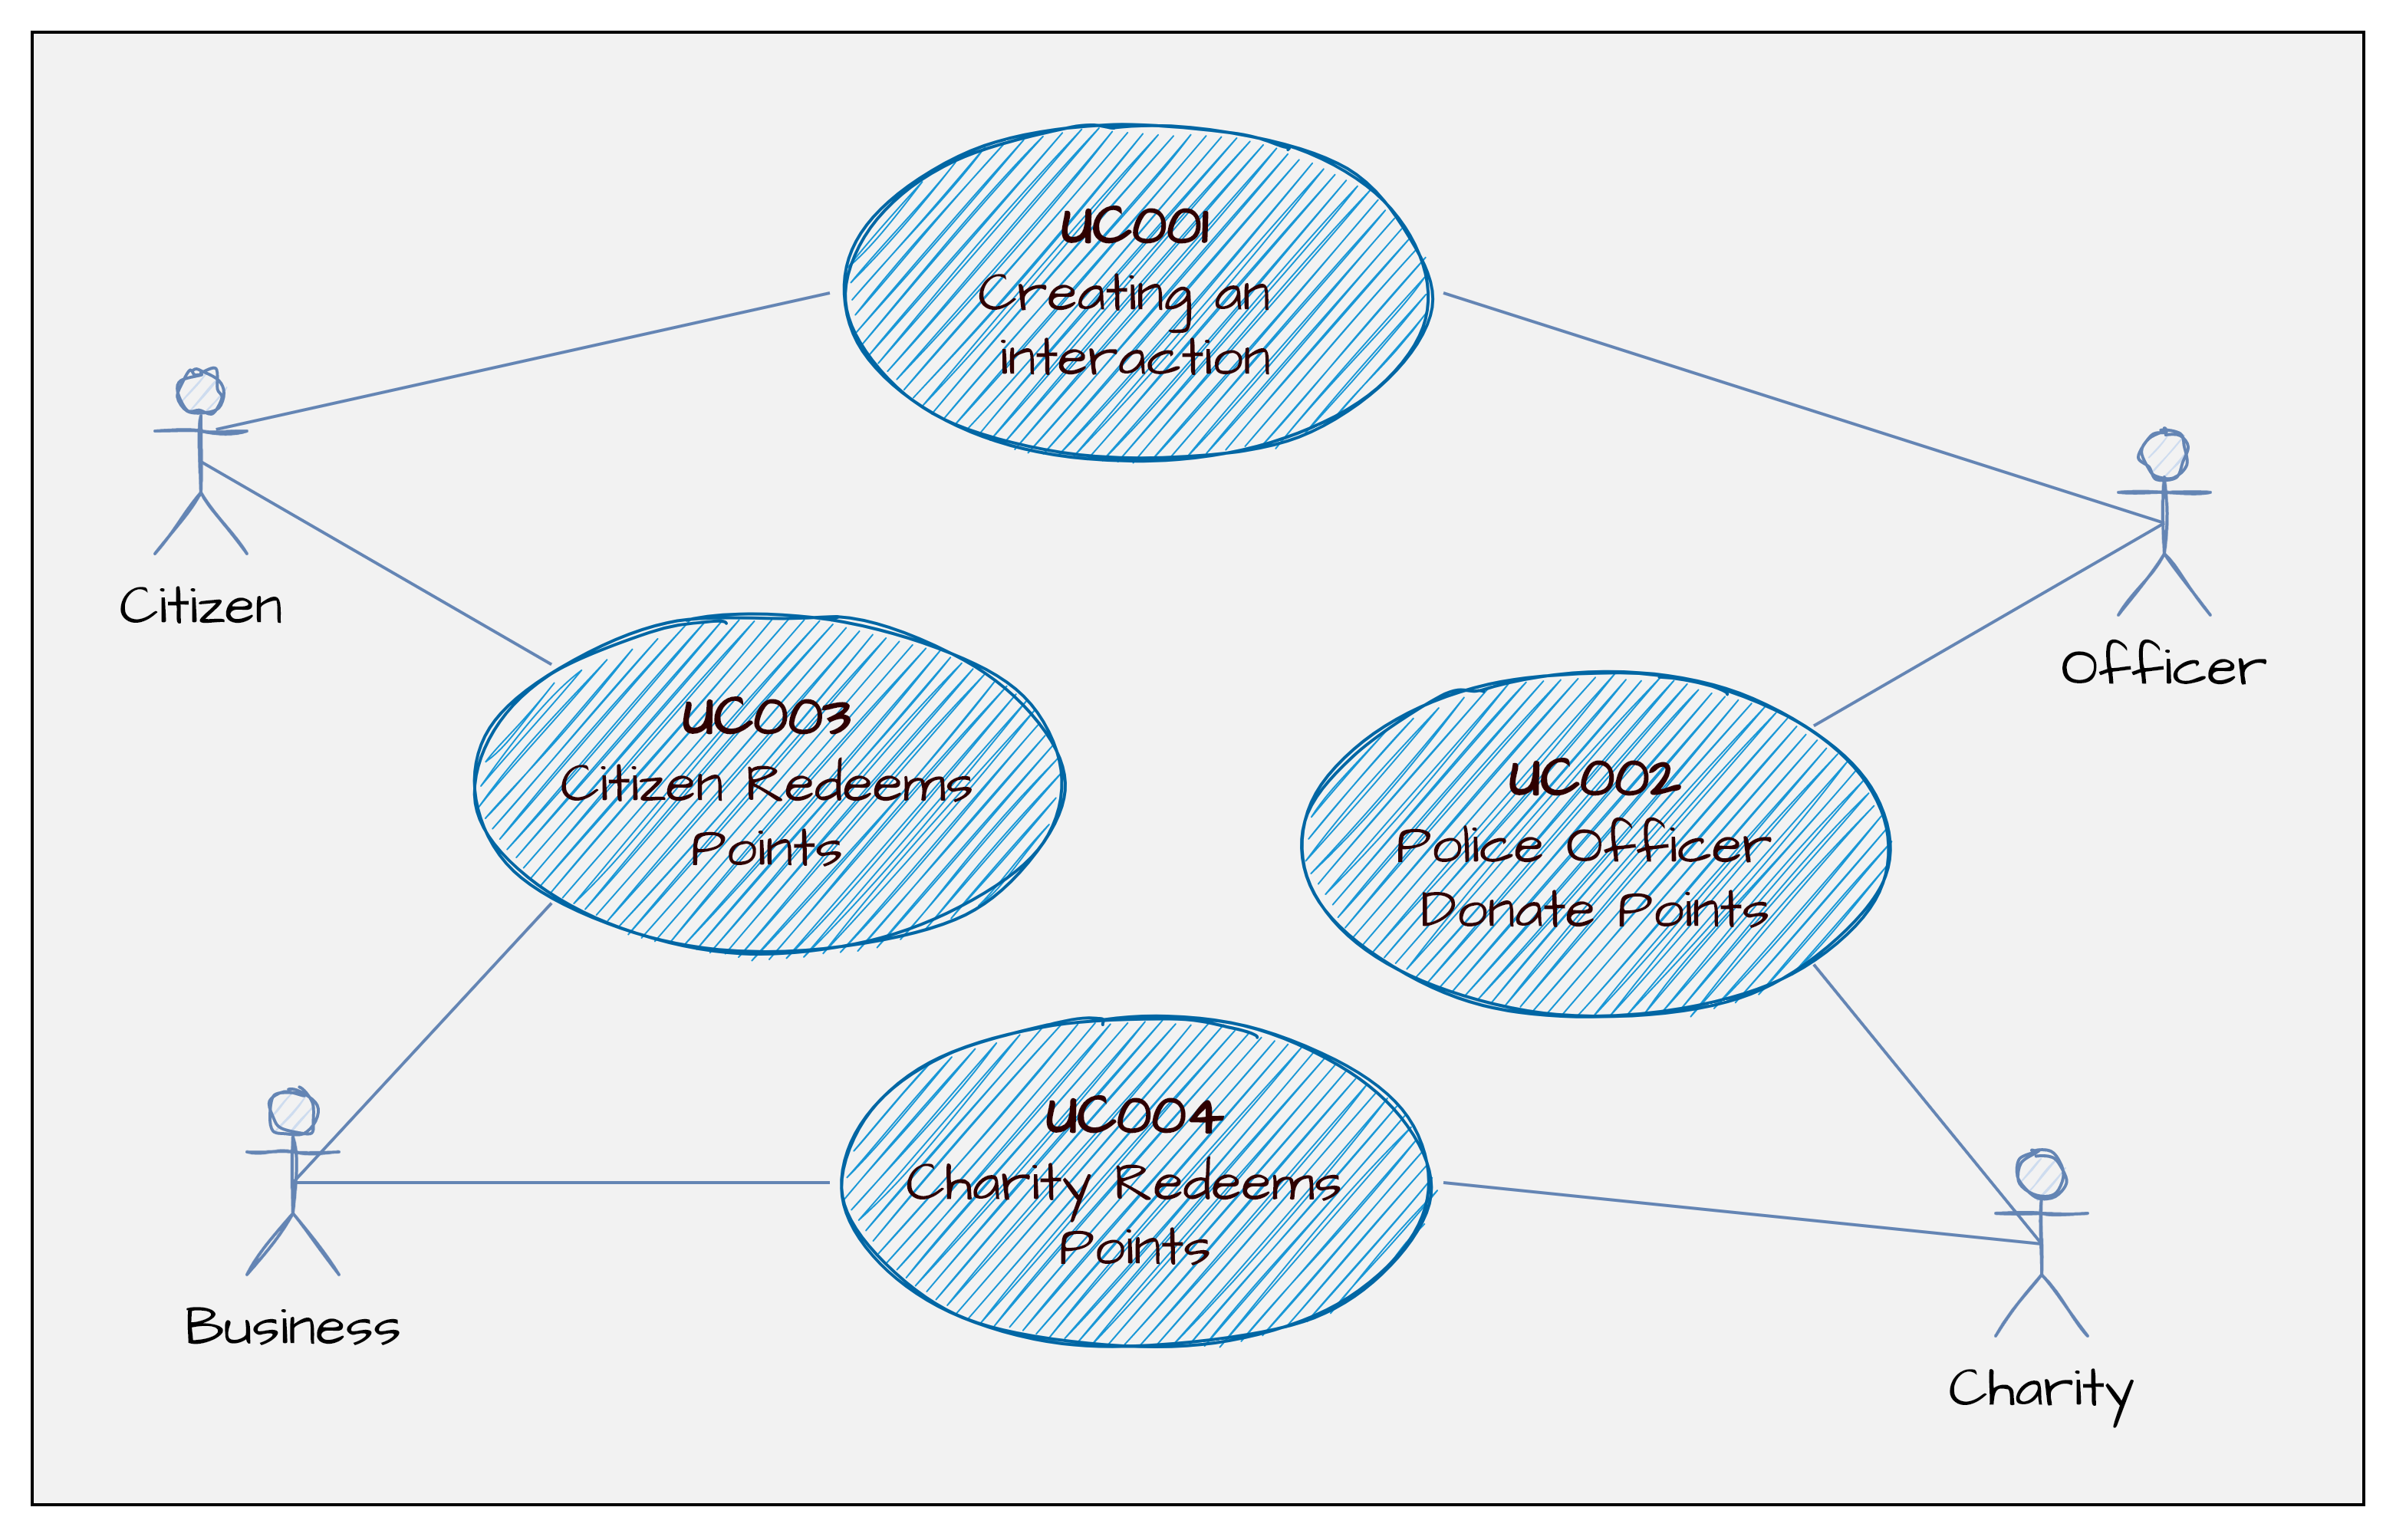 UC001
Creating an
interaction
Citizen
Officer
UC003
Citizen Redeems
Points
UC002
Police Officer
Donate Points
UC004
Charity Redeems
Points
Business
Charity